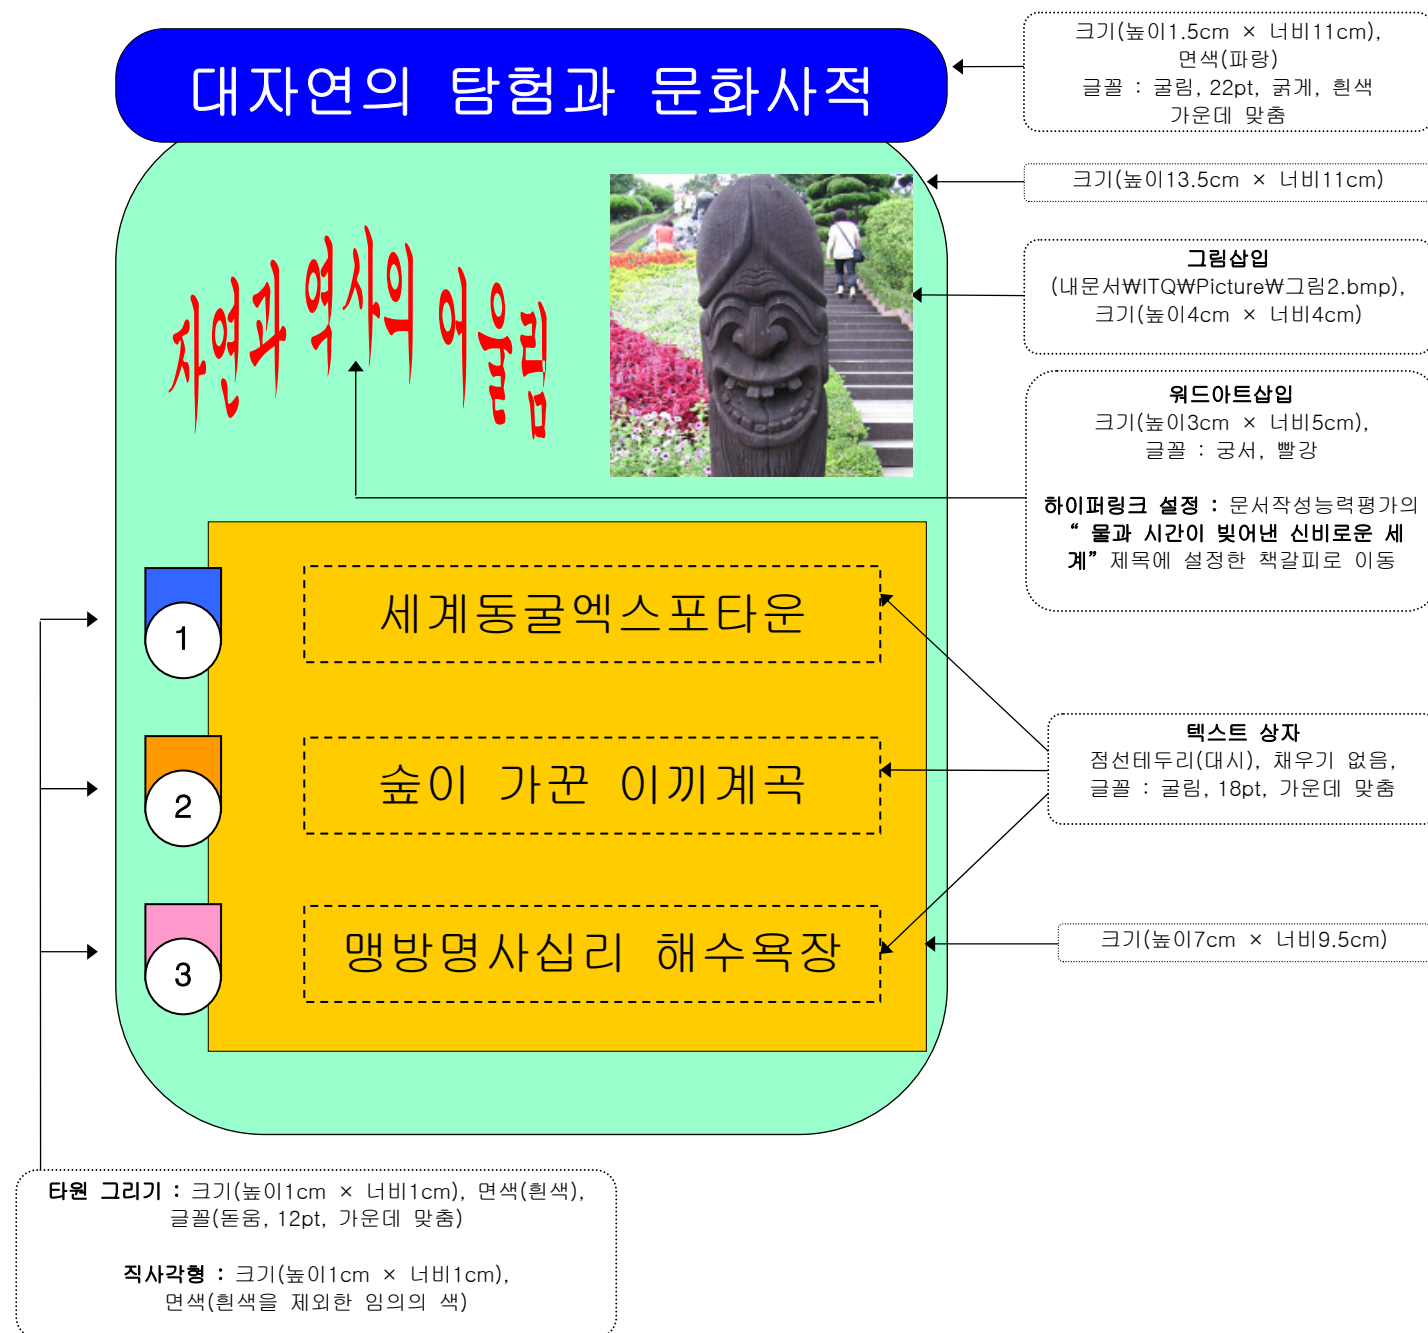 대자연의 탐험과 문화사적
크기(높이1.5cm × 너비11cm),
면색(파랑)
글꼴 : 굴림, 22pt, 굵게, 흰색
가운데 맞춤
크기(높이13.5cm × 너비11cm)
자연과 역사의 어울림
그림삽입
(내문서₩ITQ₩Picture₩그림2.bmp),
크기(높이4cm × 너비4cm)
워드아트삽입
크기(높이3cm × 너비5cm),
글꼴 : 궁서, 빨강
하이퍼링크 설정 : 문서작성능력평가의
“ 물과 시간이 빚어낸 신비로운 세
계” 제목에 설정한 책갈피로 이동
1
세계동굴엑스포타운
2
숲이 가꾼 이끼계곡
텍스트 상자
점선테두리(대시), 채우기 없음,
글꼴 : 굴림, 18pt, 가운데 맞춤
3
맹방명사십리 해수욕장
크기(높이7cm × 너비9.5cm)
타원 그리기 : 크기(높이1cm × 너비1cm), 면색(흰색),
글꼴(돋움, 12pt, 가운데 맞춤)
직사각형 : 크기(높이1cm × 너비1cm),
면색(흰색을 제외한 임의의 색)